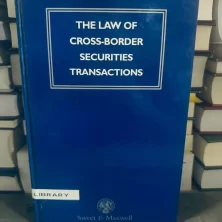 THE LAW OF
CROSS-BORDER
SECURITIES
TRANSACTIONS
LIBRARY
Sweet & Maxwell